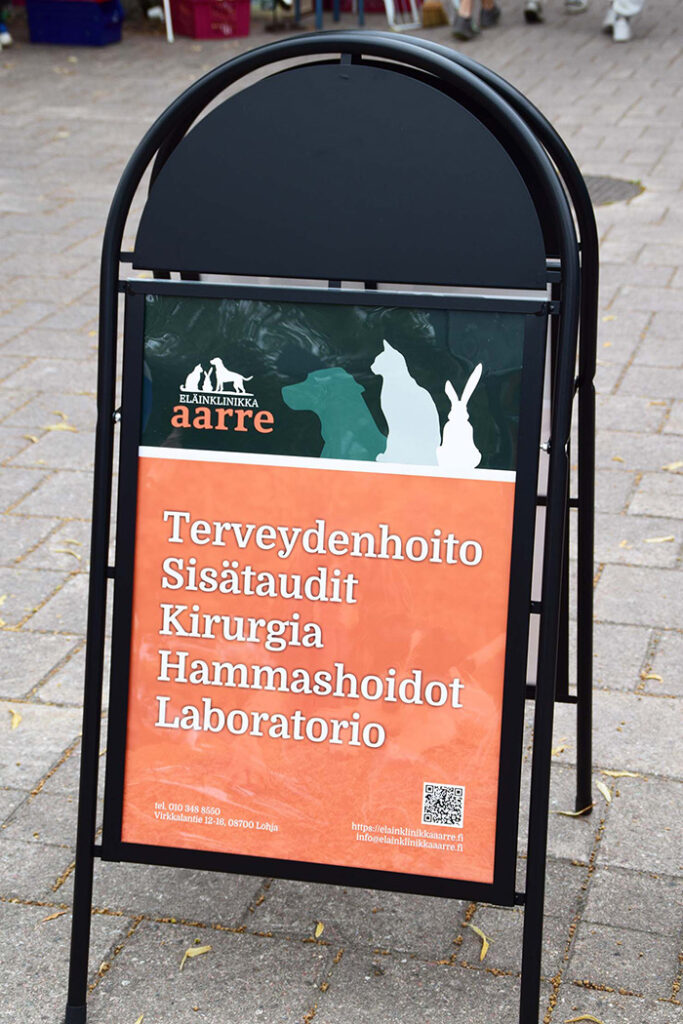 ELÄINKLINIKKA
aarre
Terveydenhoito
Sisätaudit
Kirurgia
Hammashoidot
Laboratorio
tel. 010 348 8550
Virkkalantie 12-16, 08700 Lohja
https://elainklinikkaaarre.fi
info@elainklinikkaaarre.fi